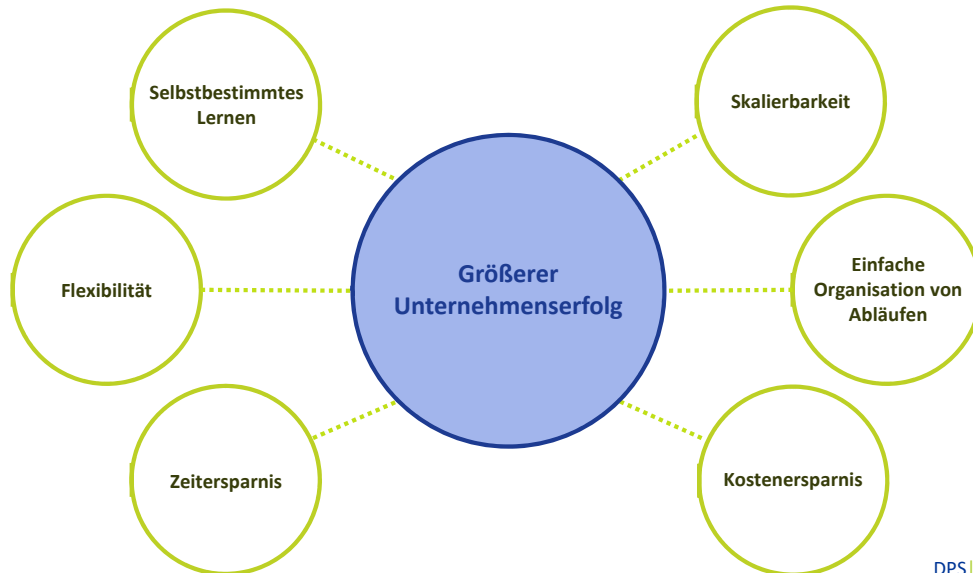 Selbstbestimmtes
Lernen
Skalierbarkeit
Flexibilität
Größerer
Unternehmenserfolg
Einfache
Organisation von
Abläufen
Zeitersparnis
Kostenersparnis
DPS